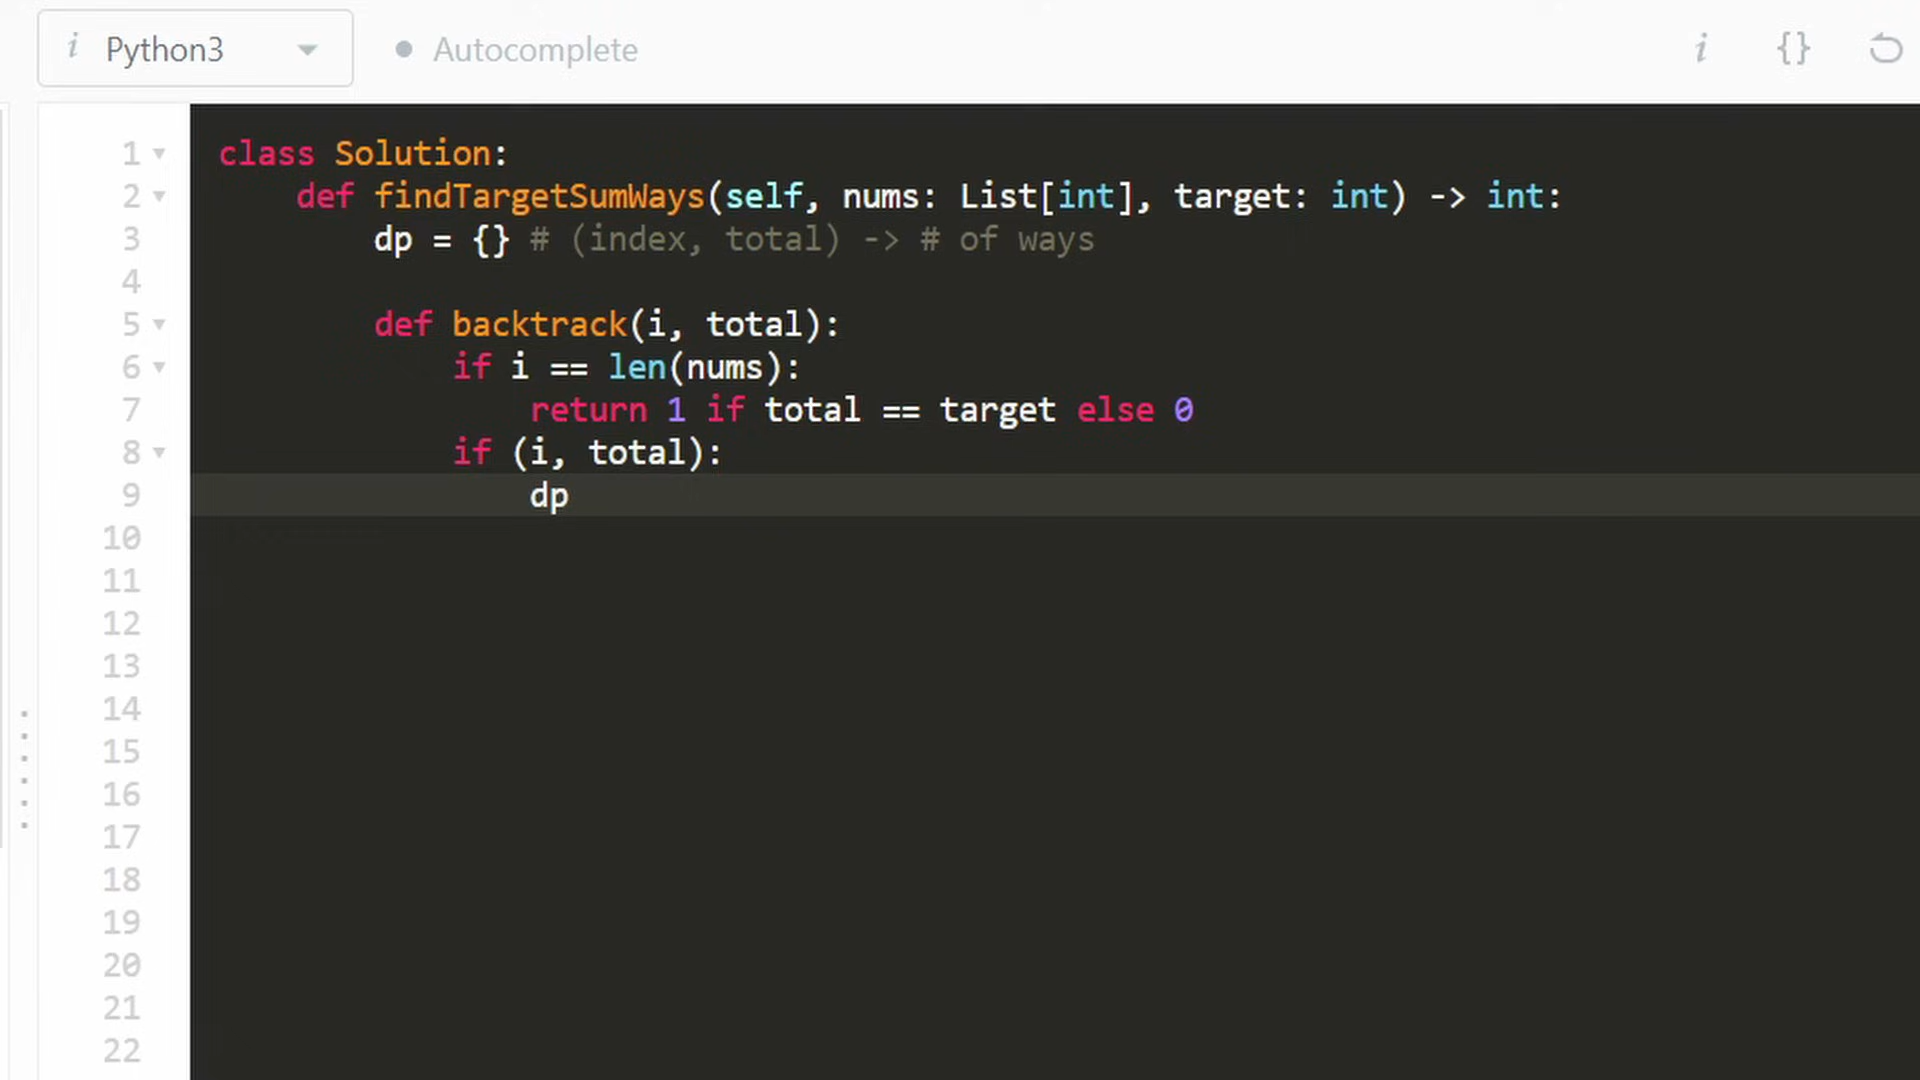 i Python3 Autocomplete i {} 
1 class Solution:
2 def findTargetSumWays(self, nums: List[int], target: int) -> int:
3 dp = {} # (index, total) -> # of ways
4
5 def backtrack(i, total):
6 if i == len(nums):
7 return 1 if total == target else 0
8 if (i, total):
9 dp
10
11
12
13
14
15
16
17
18
19
20
21
22